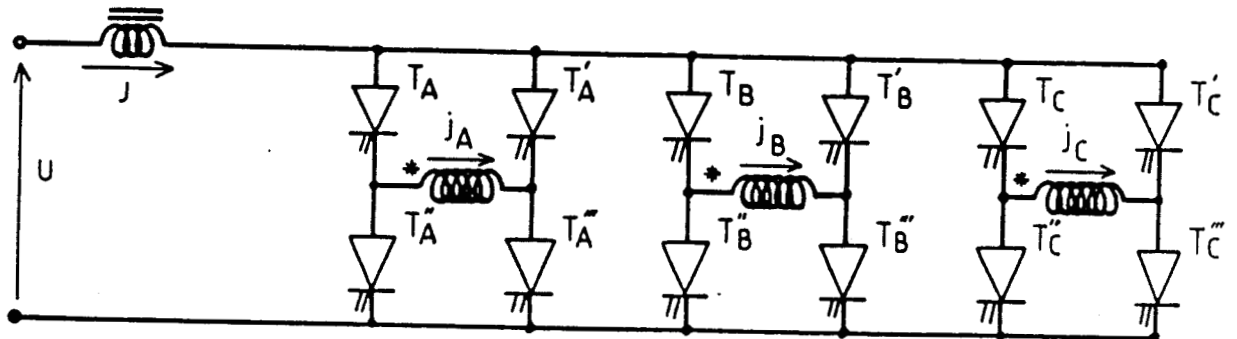 J
U
T_A
T'_A
j_A
*
T''_A
T'''_A
T_B
T'_B
j_B
*
T''_B
T'''_B
T_C
T'_C
j_C
*
T''_C
T'''_C